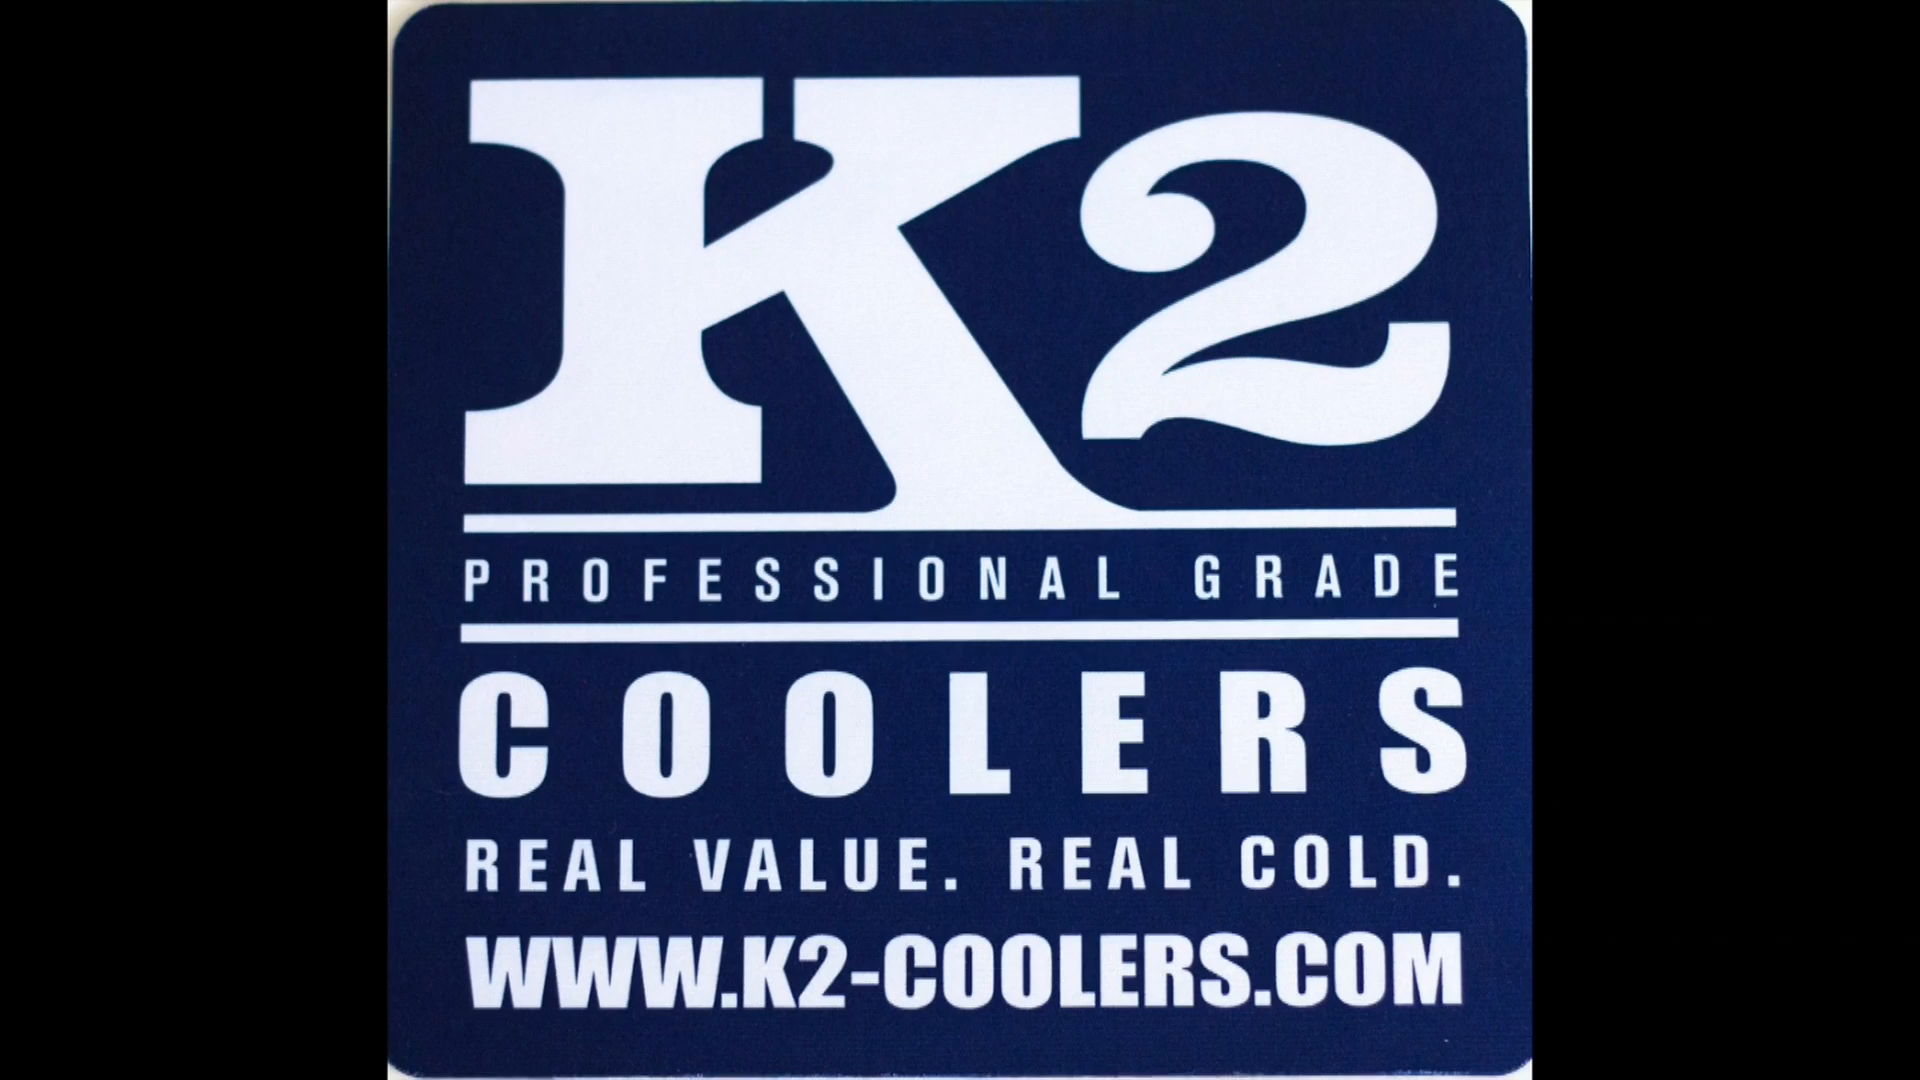 K2
PROFESSIONAL GRADE
COOLERS
REAL VALUE. REAL COLD.
WWW.K2-COOLERS.COM